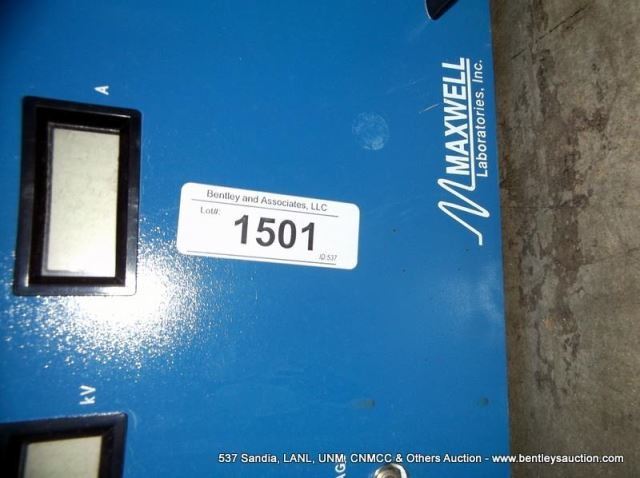 A
MAXWELL
Laboratories, Inc.
Bentley and Associates, LLC
Lot#:
1501
ID 537
kV
537 Sandia, LANL, UNM, CNMCC & Others Auction - www.bentleysauction.com